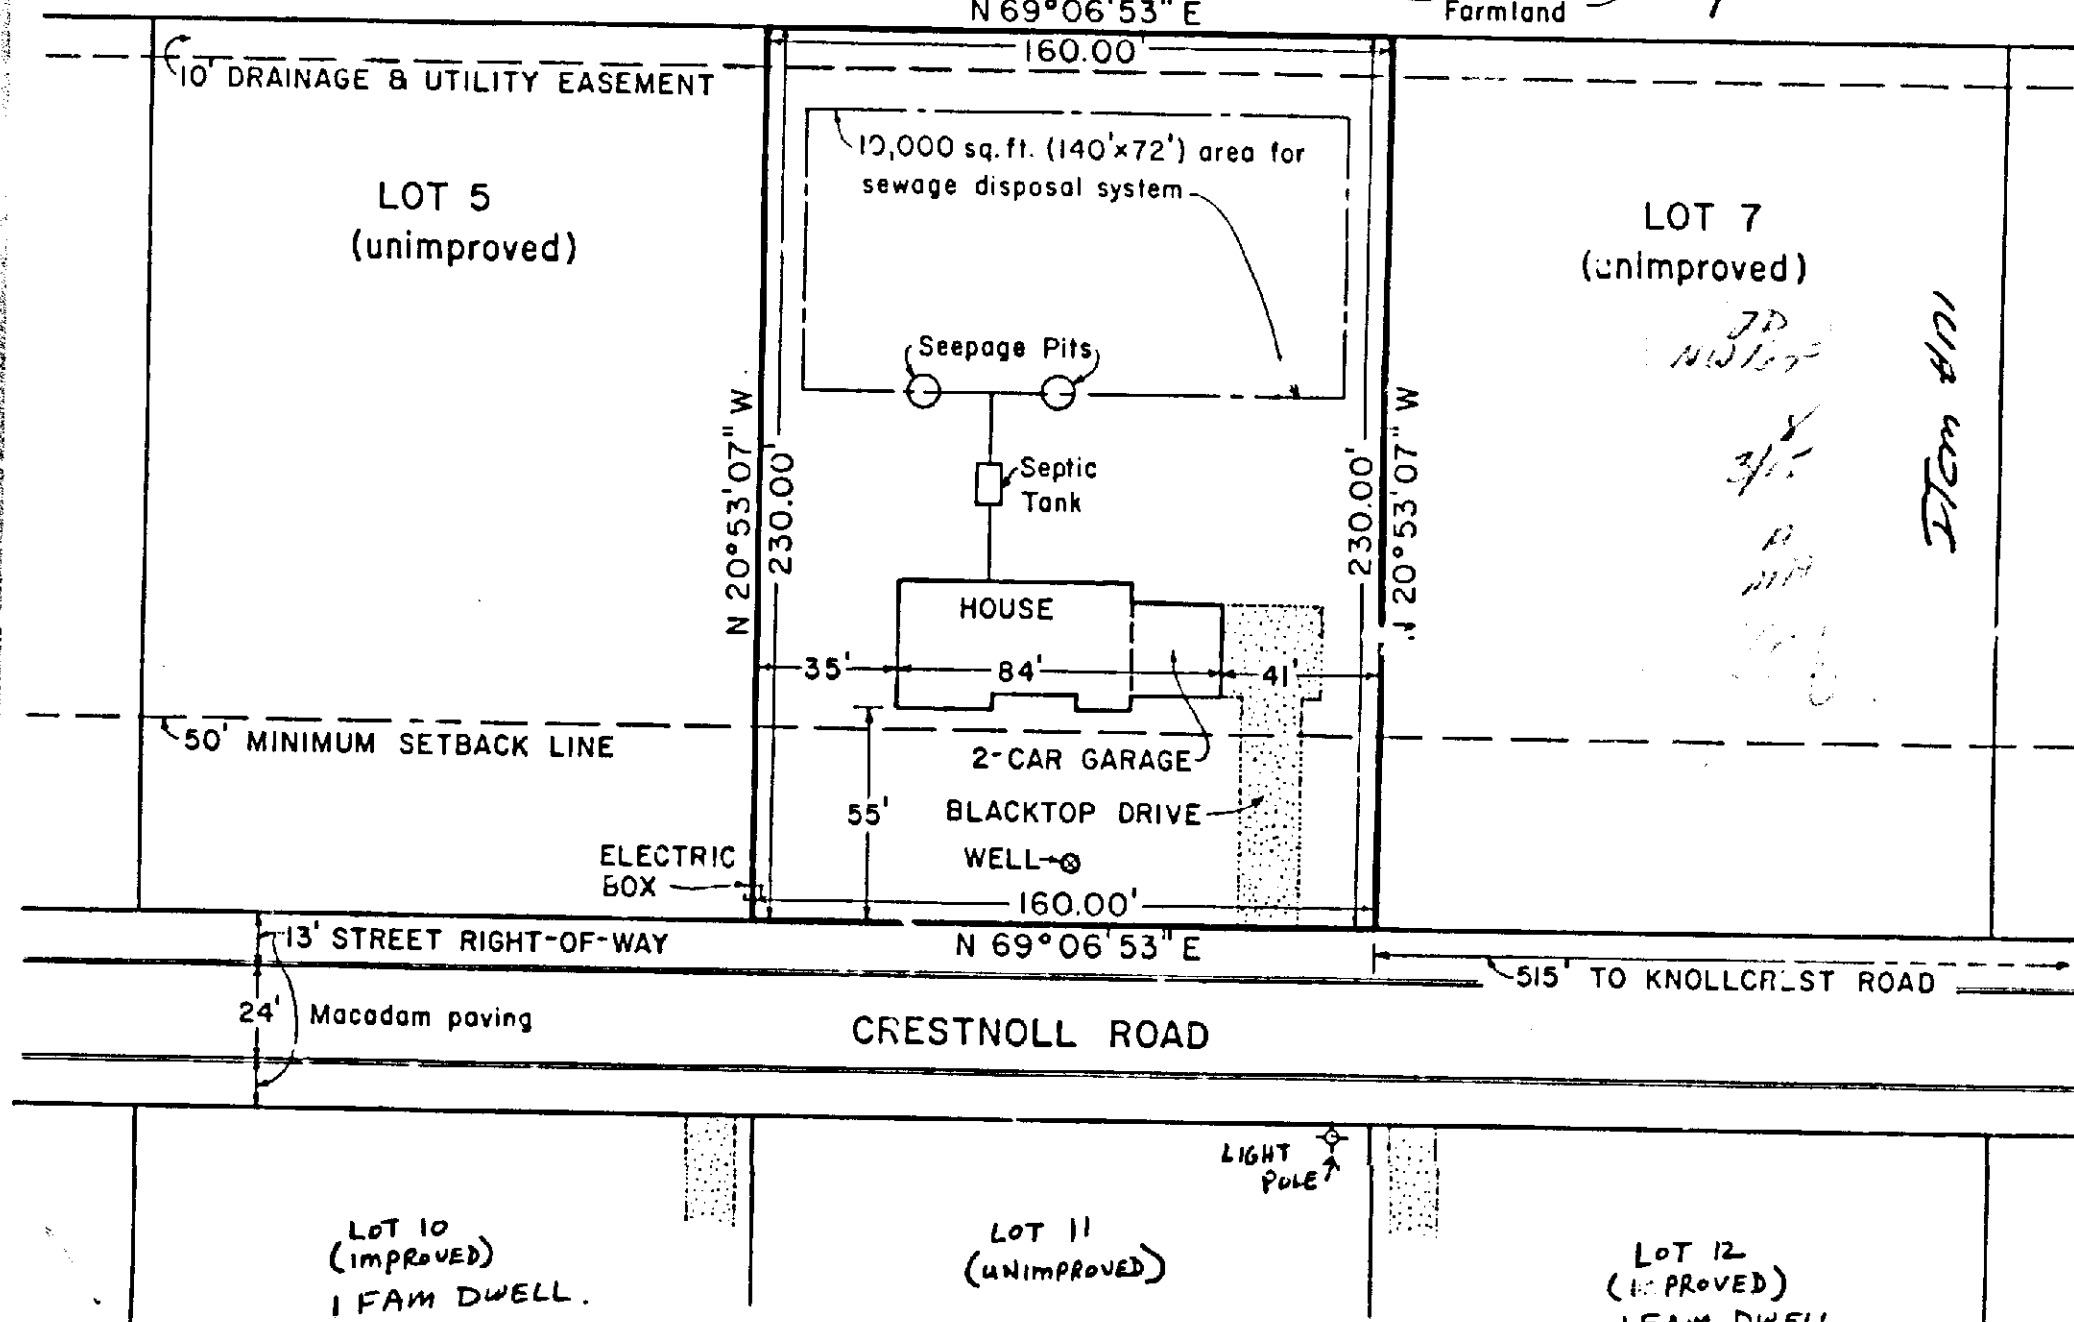 N 69°06'53" E
Farmland
160.00'
10' DRAINAGE & UTILITY EASEMENT
10,000 sq.ft. (140'x72') area for
sewage disposal system
LOT 5
(unimproved)
LOT 7
(unimproved)
Seepage Pits
Septic
Tank
N 20°53'07" W
230.00'
230.00'
N 20°53'07" W
HOUSE
35'
84'
41'
50' MINIMUM SETBACK LINE
2-CAR GARAGE
55'
BLACKTOP DRIVE
WELL
ELECTRIC
BOX
160.00'
13' STREET RIGHT-OF-WAY
N 69°06'53" E
515' TO KNOLLCREST ROAD
24'
Macadam paving
CRESTNOLL ROAD
LIGHT
POLE
LOT 10
(IMPROVED)
1 FAM DWELL.
LOT 11
(UNIMPROVED)
LOT 12
(IMPROVED)
1 FAM DWELL